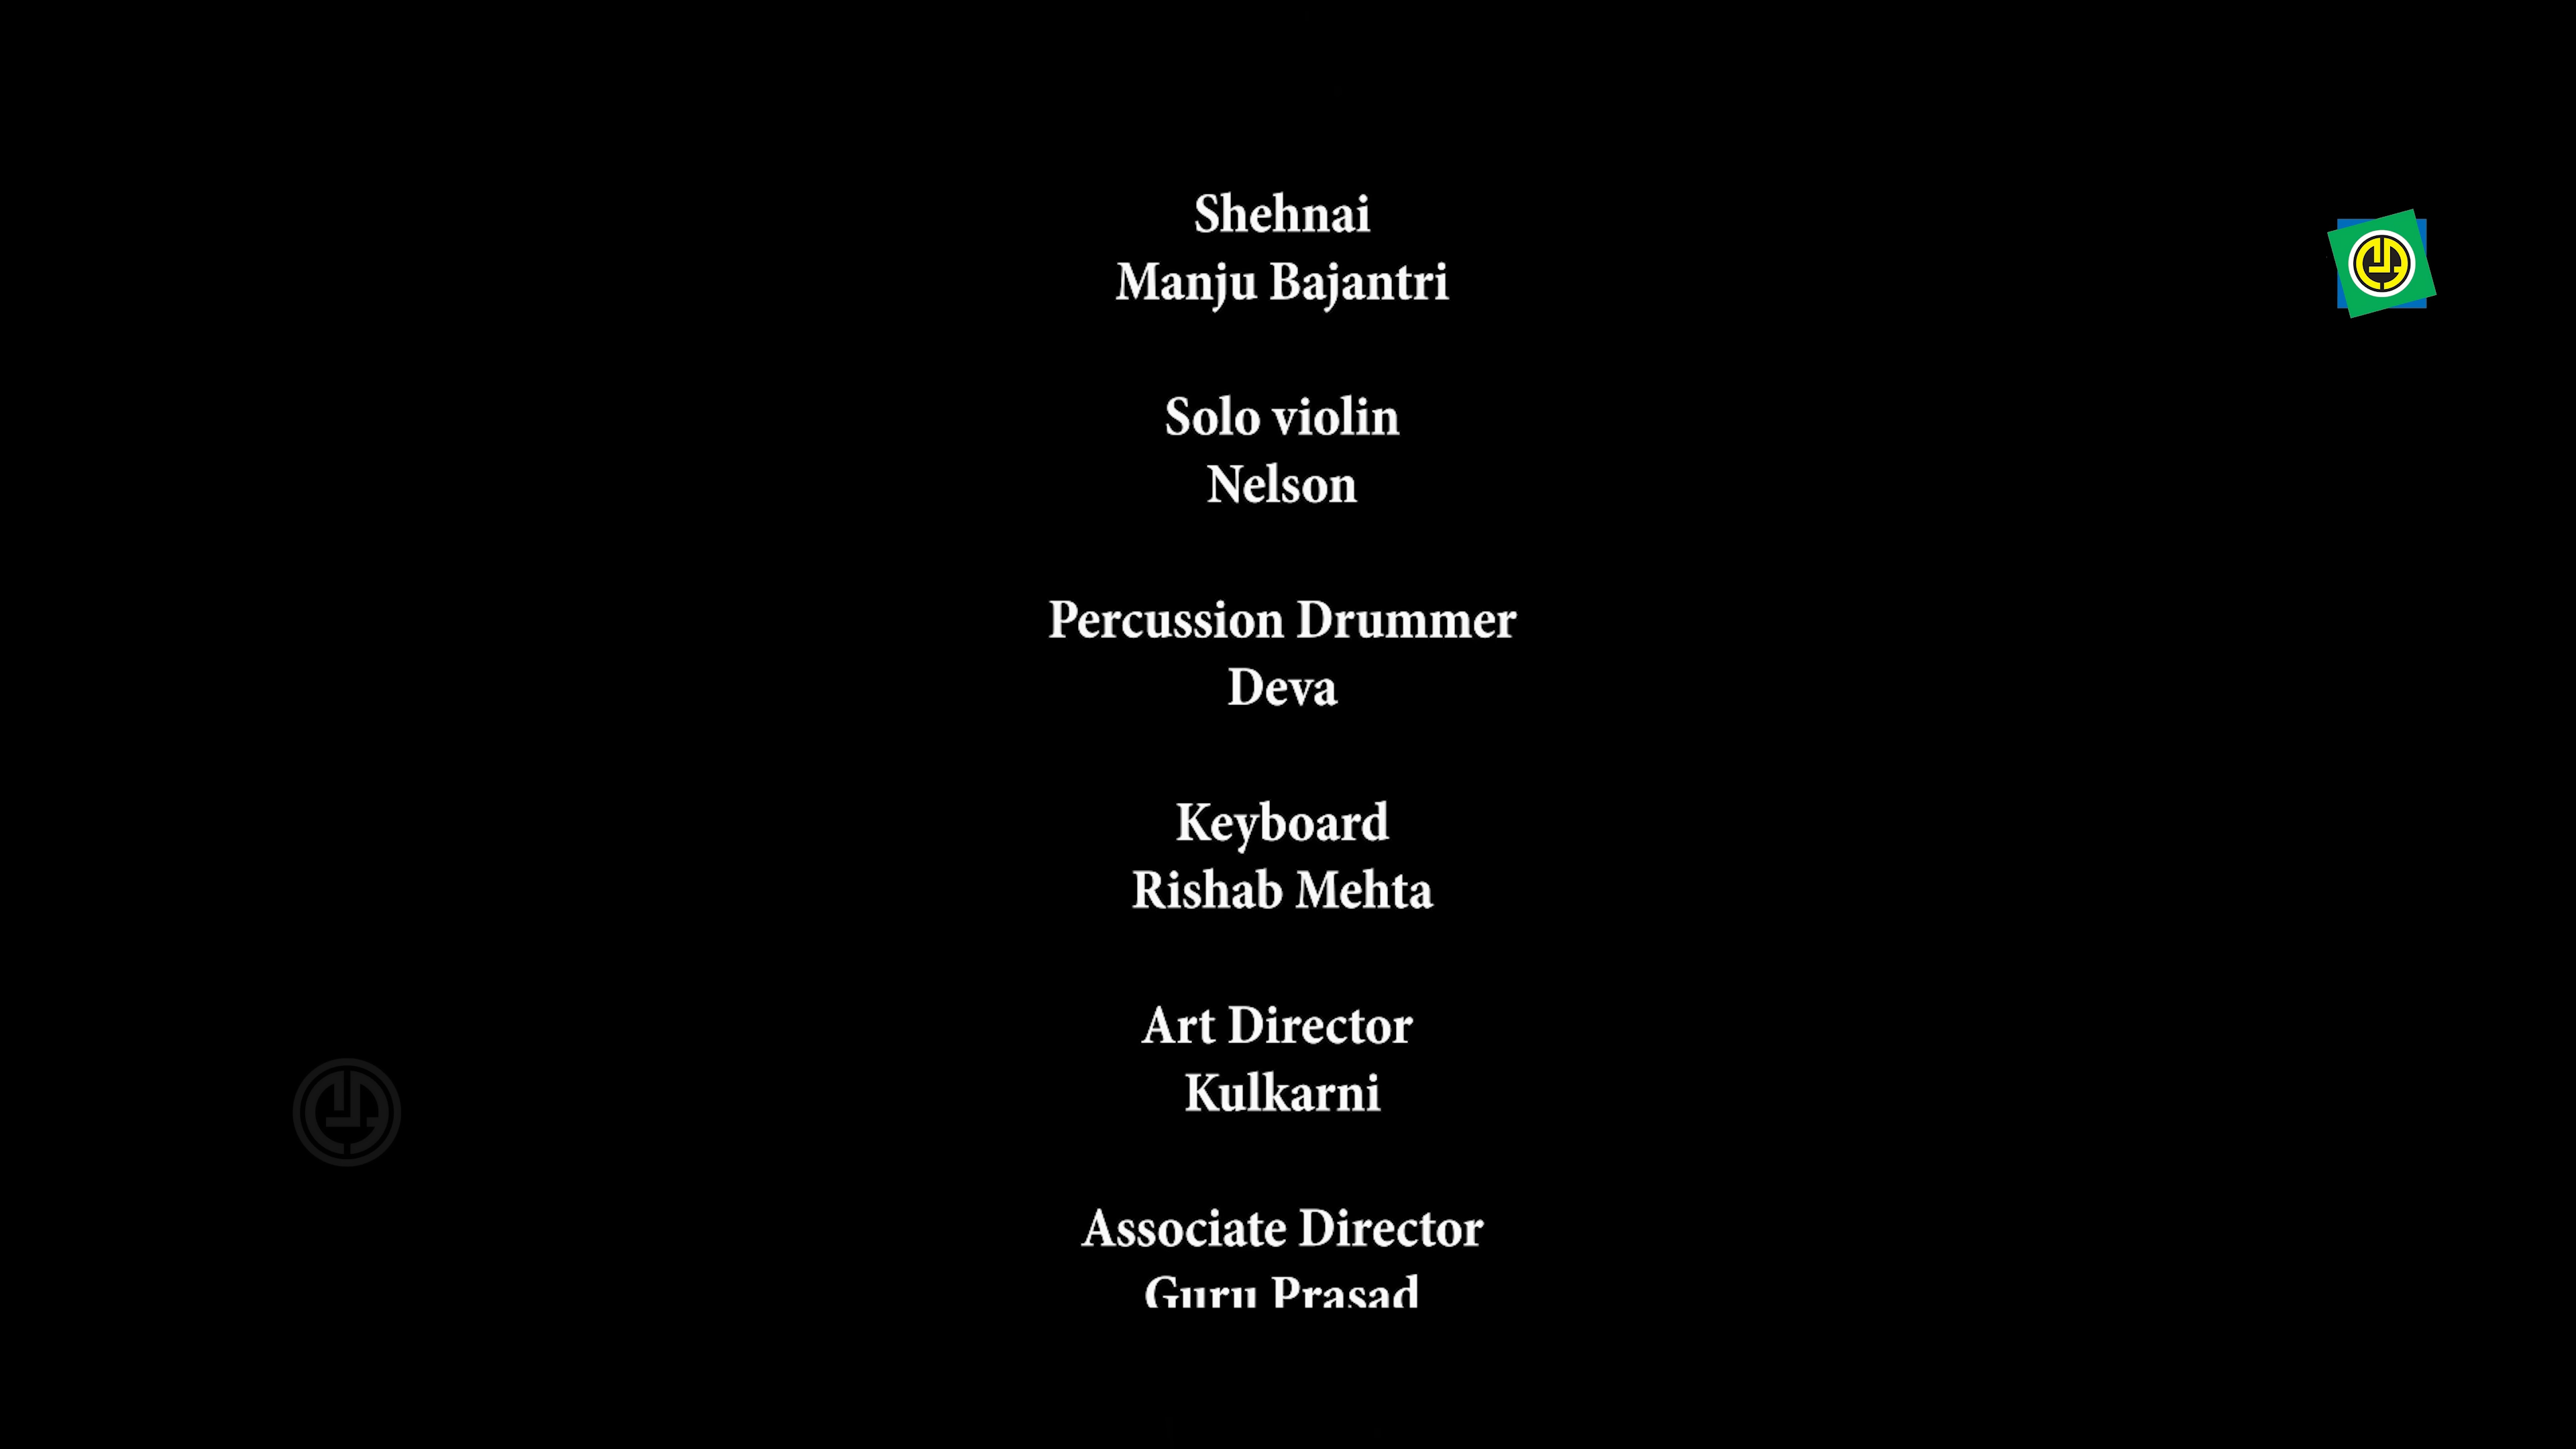 Shehnai
Manju Bajantri
Solo violin
Nelson
Percussion Drummer
Deva
Keyboard
Rishab Mehta
Art Director
Kulkarni
Associate Director
Guru Prasad